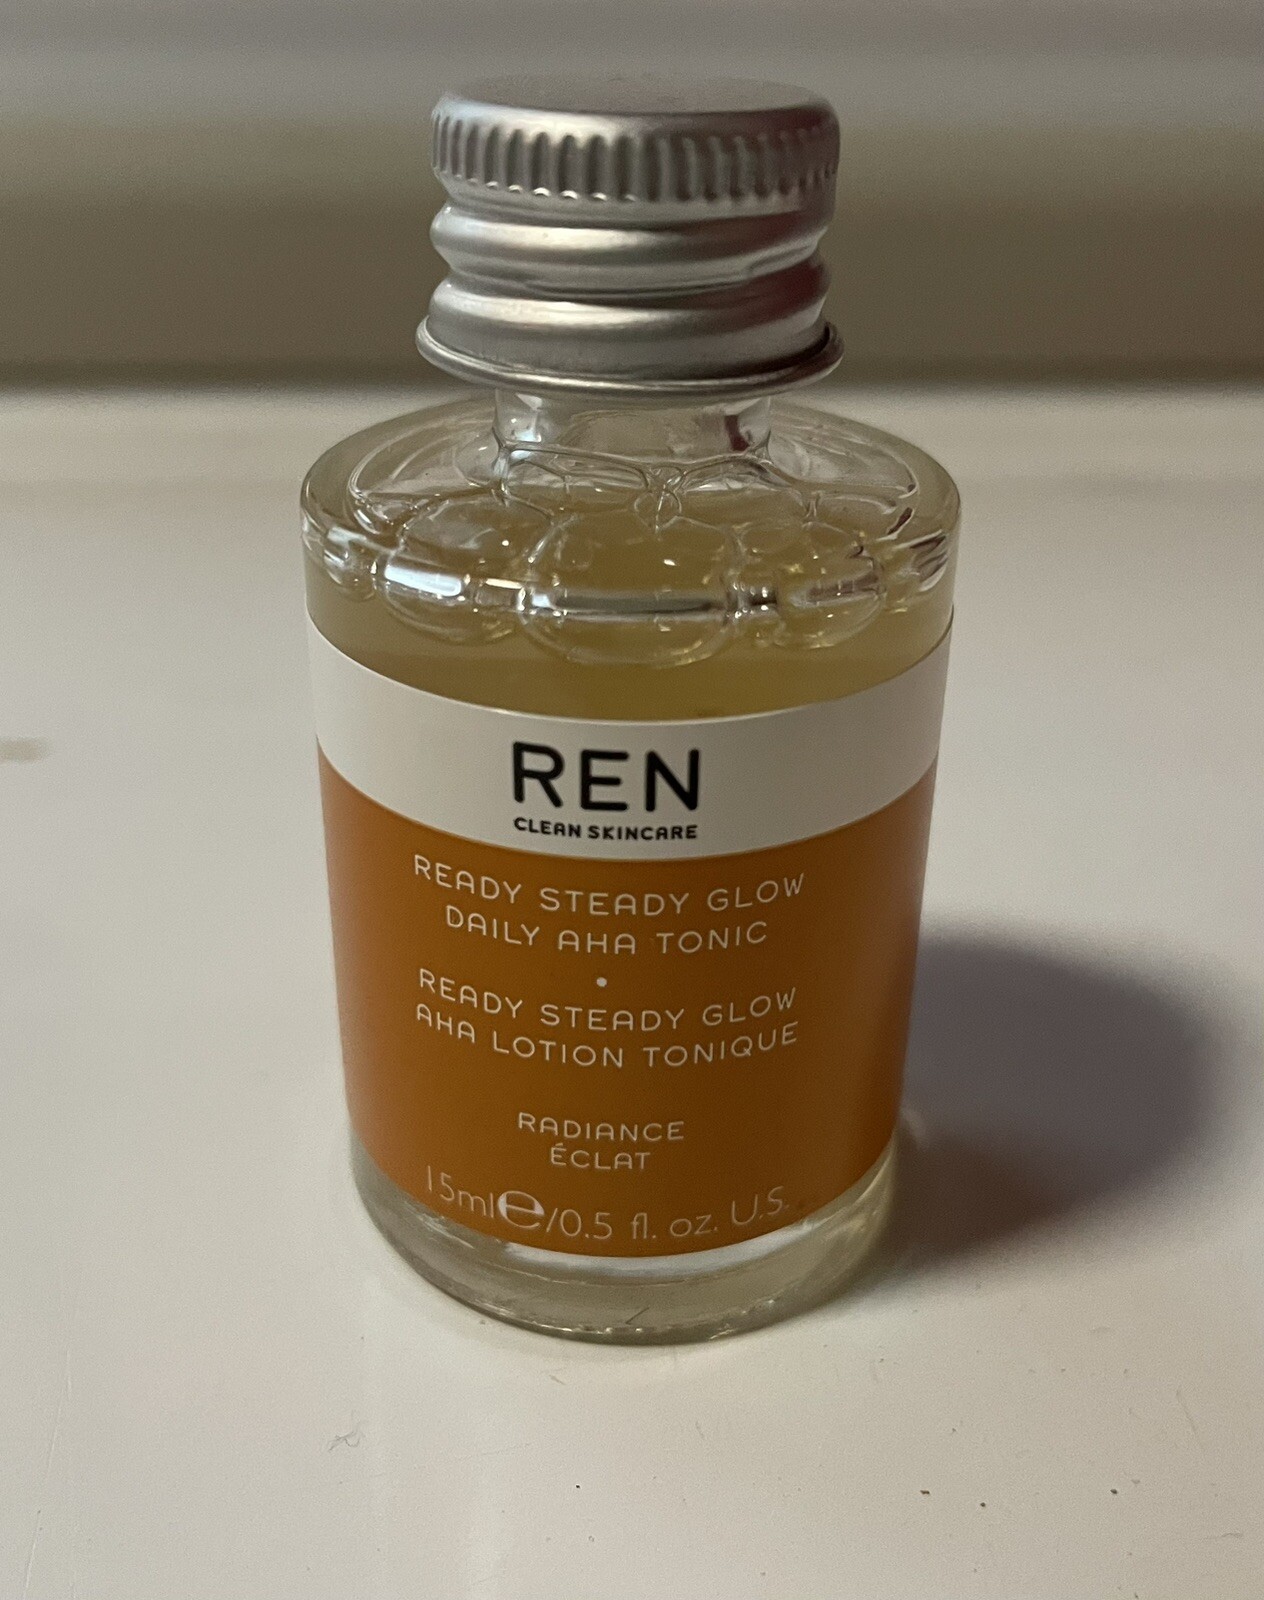 REN
CLEAN SKINCARE
READY STEADY GLOW
DAILY AHA TONIC
•
READY STEADY GLOW
AHA LOTION TONIQUE
RADIANCE
ÉCLAT
15ml℮/0.5 fl. oz. U.S.